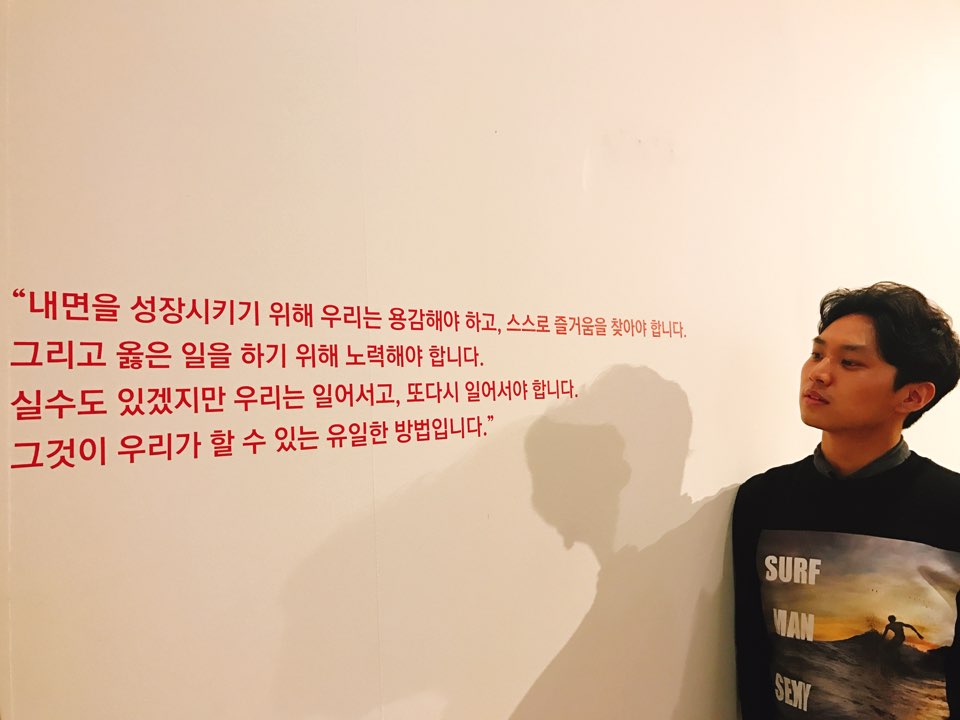 “내면을 성장시키기 위해 우리는 용감해야 하고, 스스로 즐거움을 찾아야 합니다.
그리고 옳은 일을 하기 위해 노력해야 합니다.
실수도 있겠지만 우리는 일어서고, 또다시 일어서야 합니다.
그것이 우리가 할 수 있는 유일한 방법입니다.”
SURF
MAN
SEXY